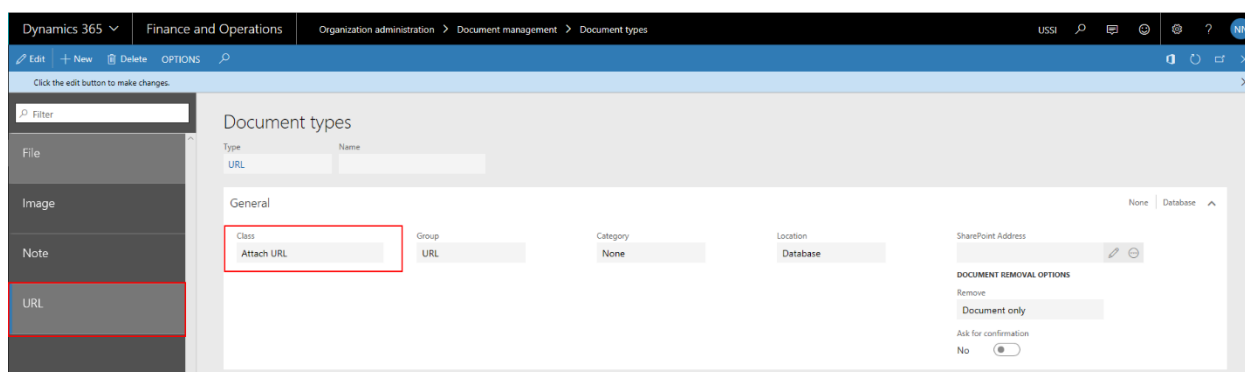 Dynamics 365 Finance and Operations Organization administration > Document management > Document types USSI ? NN
Edit + New Delete OPTIONS
Click the edit button to make changes.
Filter
File
Image
Note
URL
Document types
Type Name
URL
General None Database
Class Group Category Location SharePoint Address
Attach URL URL None Database
DOCUMENT REMOVAL OPTIONS
Remove
Document only
Ask for confirmation
No